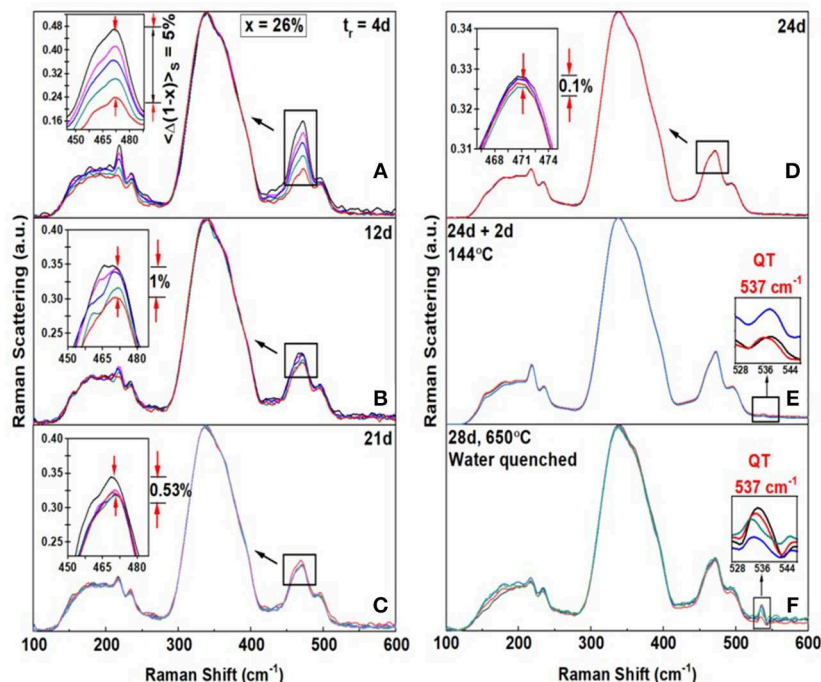 x = 26%
t_r = 4d
0.48
0.40
0.32
0.24
0.16
450 465 480
<Δ(1-x)>_S = 5%
A
12d
0.40
0.35
0.30
0.25
450 465 480
1%
B
21d
0.40
0.35
0.30
0.25
450 465 480
0.53%
C
100 200 300 400 500 600
Raman Shift (cm⁻¹)
Raman Scattering (a.u.)
24d
0.34
0.33
0.32
0.31
468 471 474
0.1%
D
24d + 2d
144°C
QT
537 cm⁻¹
528 536 544
E
28d, 650°C
Water quenched
QT
537 cm⁻¹
528 536 544
F
100 200 300 400 500 600
Raman Shift (cm⁻¹)
Raman Scattering (a.u.)